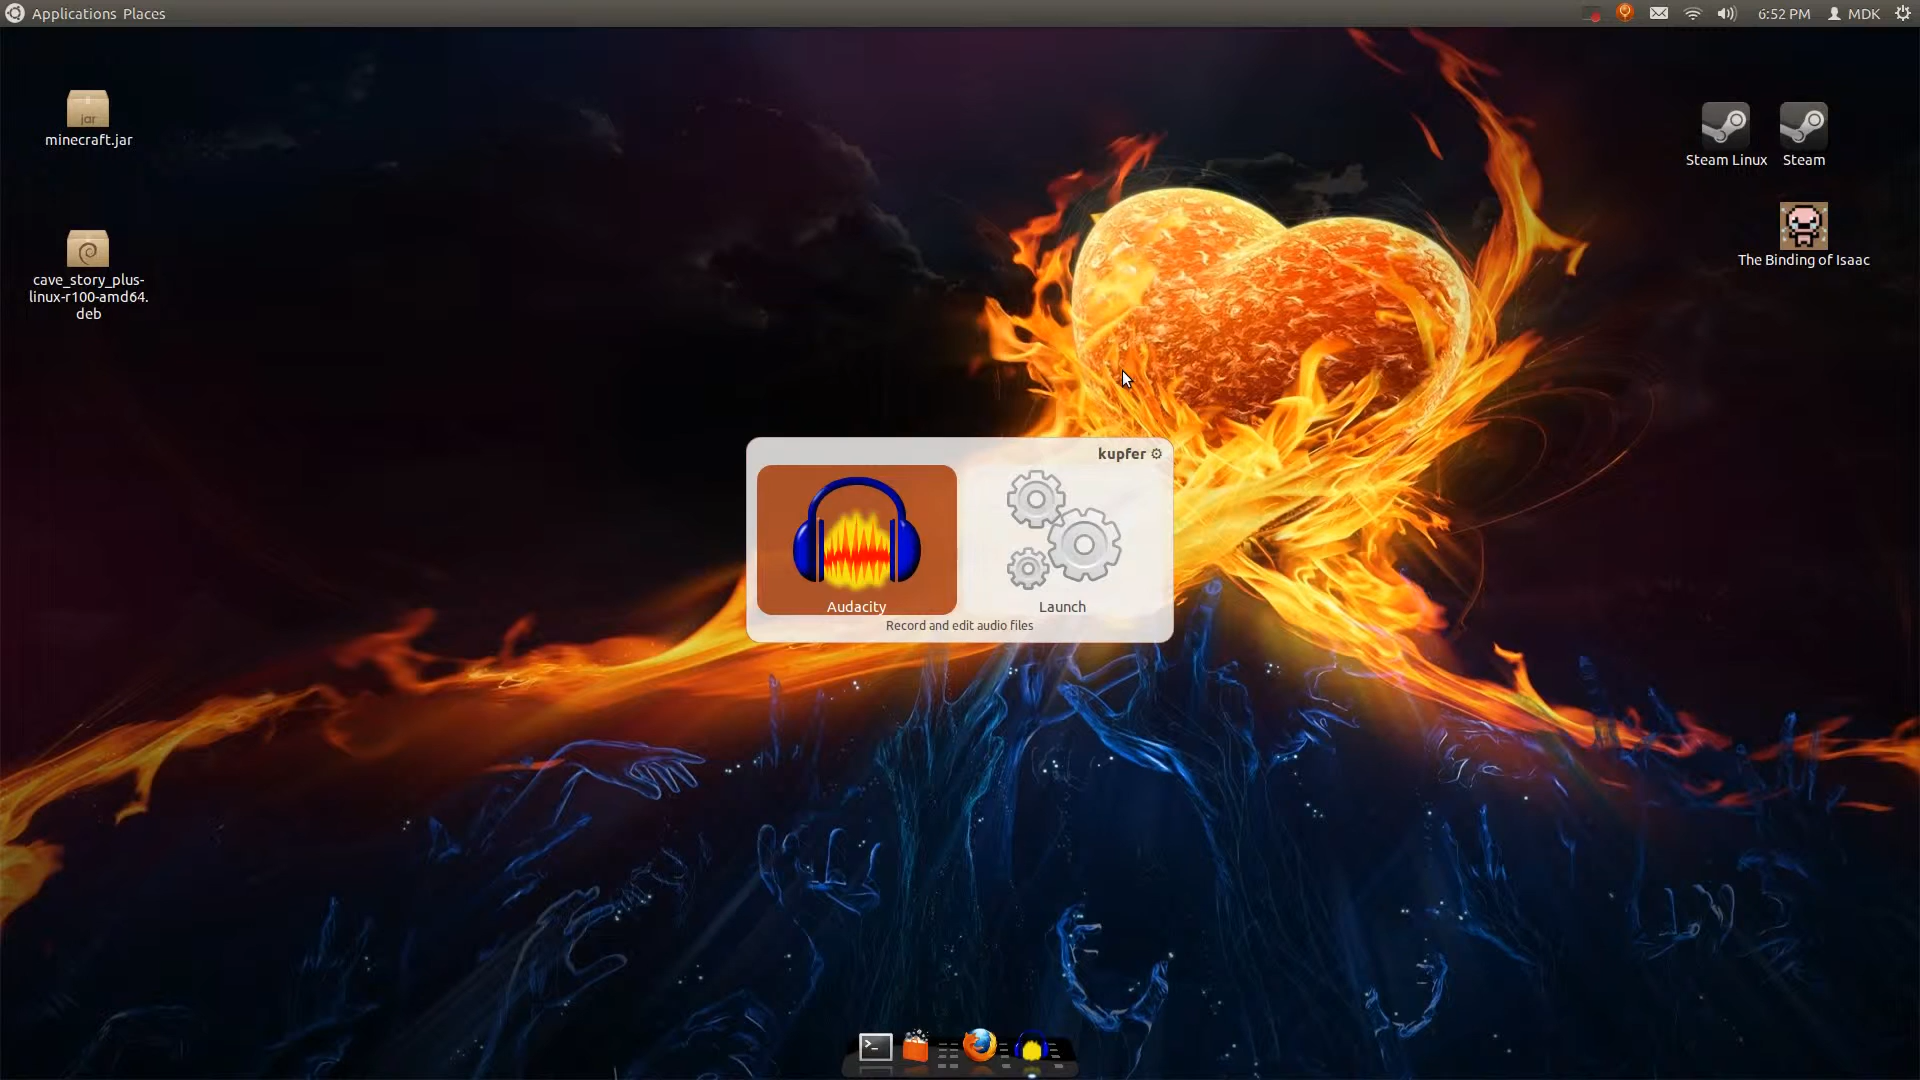 Applications Places
6:52 PM MDK
jar
minecraft.jar
cave_story_plus-
linux-r100-amd64.
deb
Steam Linux
Steam
The Binding of Isaac
kupfer
Audacity
Launch
Record and edit audio files
>_